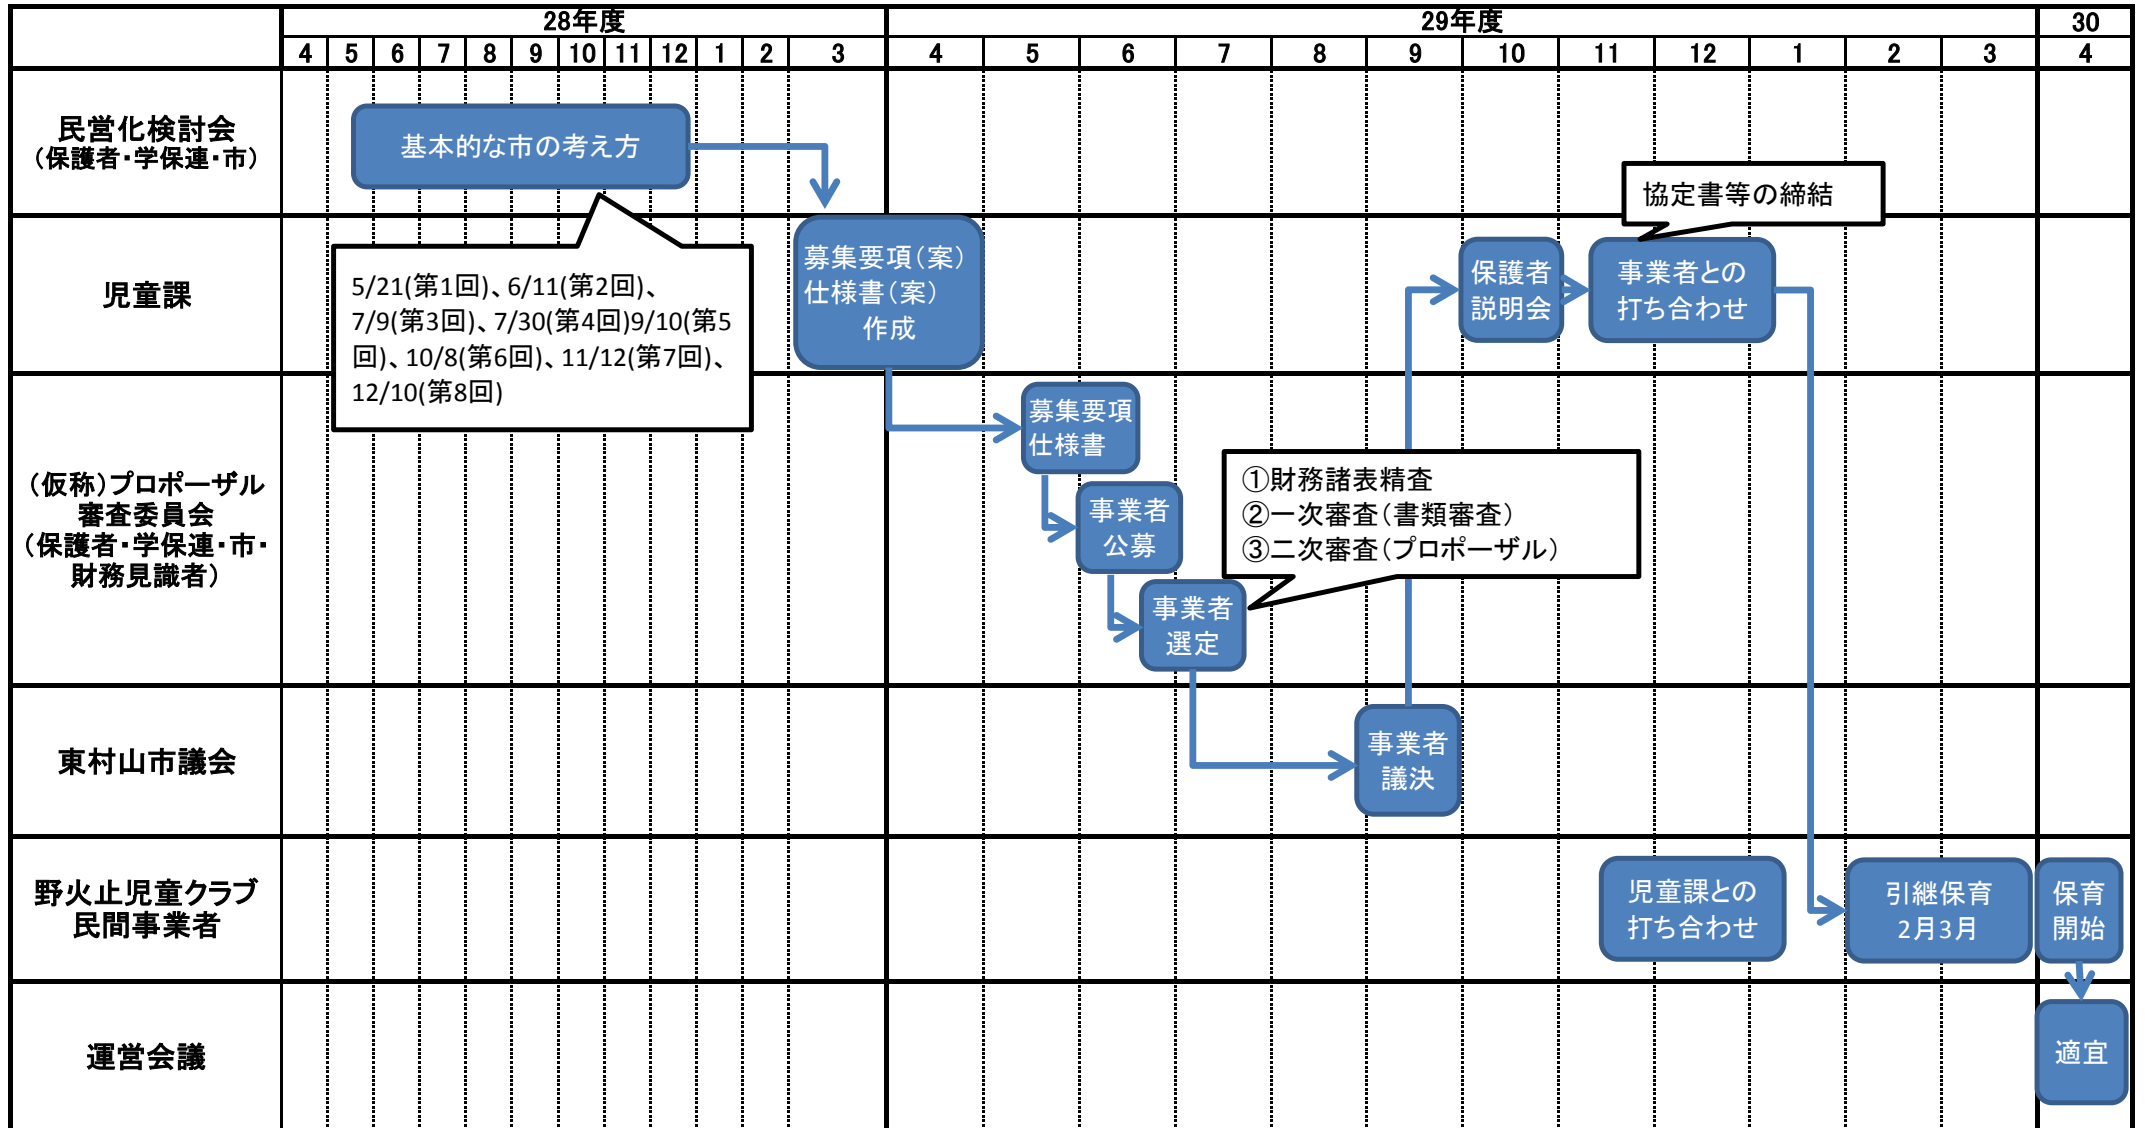 28年度 29年度 30
4 5 6 7 8 9 10 11 12 1 2 3 4 5 6 7 8 9 10 11 12 1 2 3 4
民営化検討会
（保護者・学保連・市）
基本的な市の考え方
協定書等の締結
児童課
5/21(第1回)、6/11(第2回)、
7/9(第3回)、7/30(第4回)9/10(第5
回)、10/8(第6回)、11/12(第7回)、
12/10(第8回)
募集要項（案）
仕様書（案）
作成
保護者
説明会
事業者との
打ち合わせ
（仮称）プロポーザル
審査委員会
（保護者・学保連・市・
財務見識者）
募集要項
仕様書
事業者
公募
事業者
選定
①財務諸表精査
②一次審査（書類審査）
③二次審査（プロポーザル）
東村山市議会
事業者
議決
野火止児童クラブ
民間事業者
児童課との
打ち合わせ
引継保育
2月3月
保育
開始
運営会議
適宜